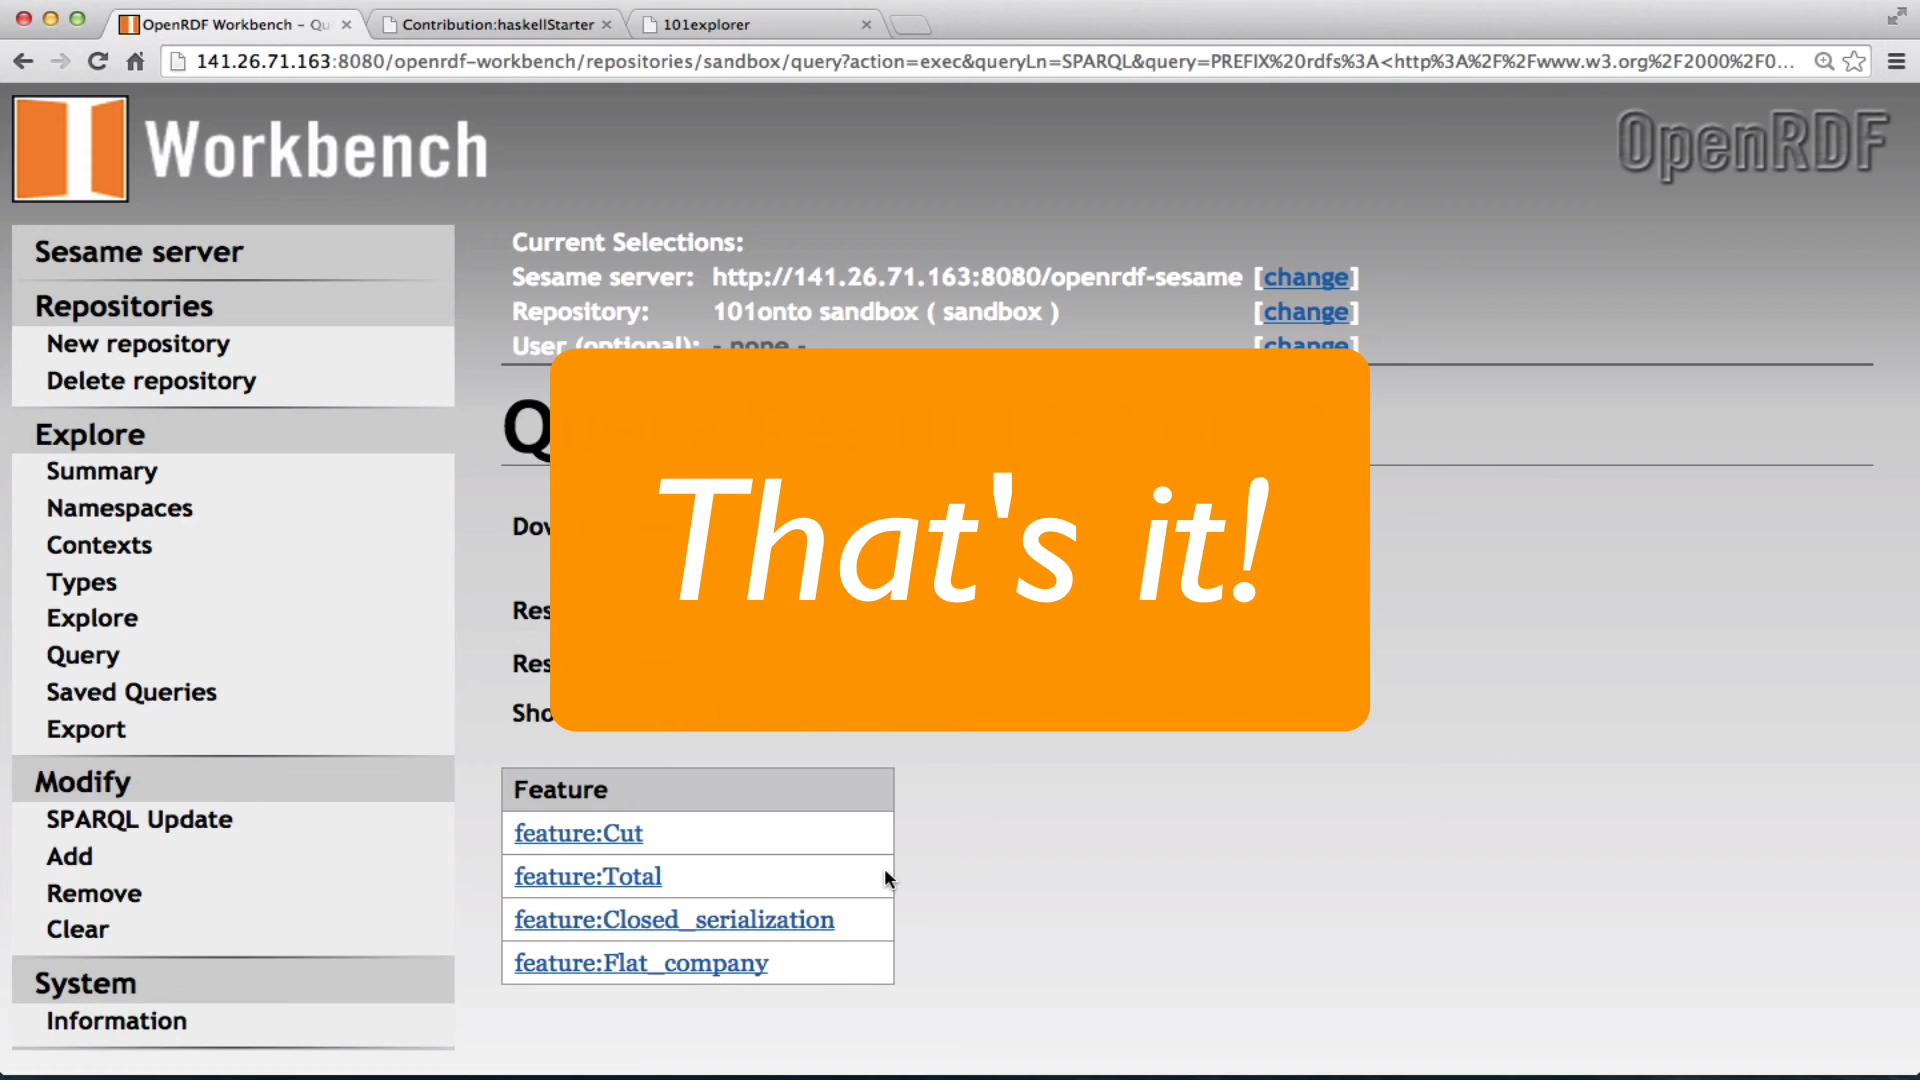 OpenRDF Workbench - Qu
Contribution:haskellStarter
101explorer
141.26.71.163:8080/openrdf-workbench/repositories/sandbox/query?action=exec&queryLn=SPARQL&query=PREFIX%20rdfs%3A<http%3A%2F%2Fwww.w3.org%2F2000%2F0...
Workbench
OpenRDF
Sesame server
Repositories
New repository
Delete repository
Explore
Summary
Namespaces
Contexts
Types
Explore
Query
Saved Queries
Export
Modify
SPARQL Update
Add
Remove
Clear
System
Information
Current Selections:
Sesame server: http://141.26.71.163:8080/openrdf-sesame [change]
Repository: 101onto sandbox ( sandbox ) [change]
User (optional): - none - [change]
That's it!
Feature
feature:Cut
feature:Total
feature:Closed_serialization
feature:Flat_company